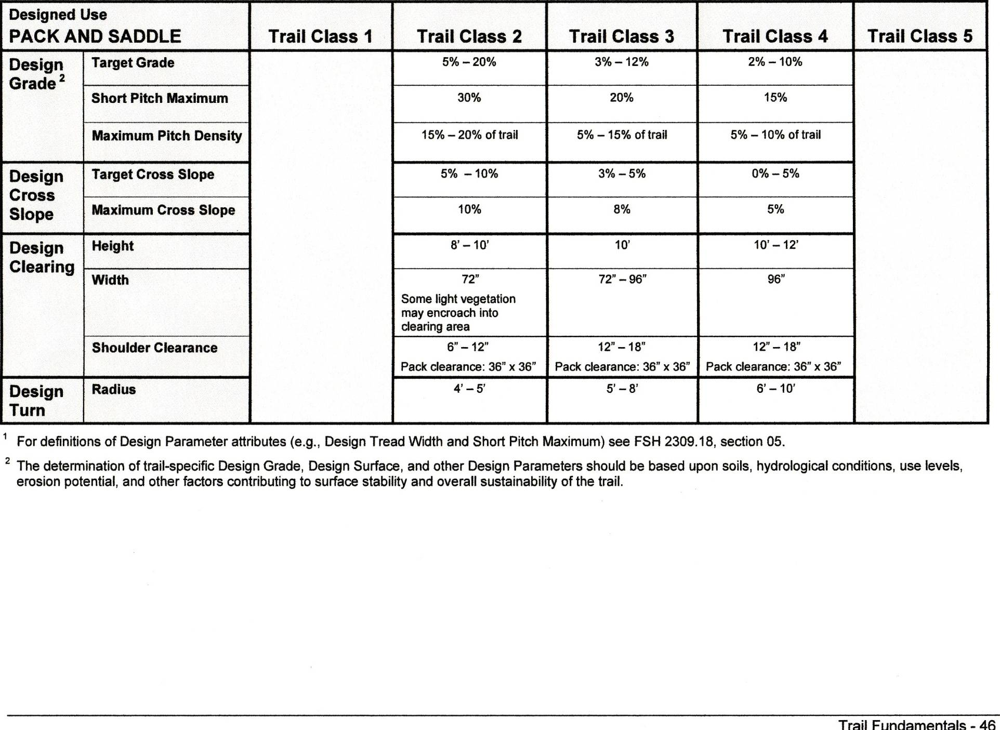 Designed Use
PACK AND SADDLE
Trail Class 1
Trail Class 2
Trail Class 3
Trail Class 4
Trail Class 5
Design
Grade 2
Target Grade
5% – 20%
3% – 12%
2% – 10%
Short Pitch Maximum
30%
20%
15%
Maximum Pitch Density
15% – 20% of trail
5% – 15% of trail
5% – 10% of trail
Design
Cross
Slope
Target Cross Slope
5% – 10%
3% – 5%
0% – 5%
Maximum Cross Slope
10%
8%
5%
Design
Clearing
Height
8’ – 10’
10’
10’ – 12’
Width
72”
Some light vegetation
may encroach into
clearing area
72” – 96”
96”
Shoulder Clearance
6” – 12”
Pack clearance: 36” x 36”
12” – 18”
Pack clearance: 36” x 36”
12” – 18”
Pack clearance: 36” x 36”
Design
Turn
Radius
4’ – 5’
5’ – 8’
6’ – 10’
1 For definitions of Design Parameter attributes (e.g., Design Tread Width and Short Pitch Maximum) see FSH 2309.18, section 05.
2 The determination of trail-specific Design Grade, Design Surface, and other Design Parameters should be based upon soils, hydrological conditions, use levels,
erosion potential, and other factors contributing to surface stability and overall sustainability of the trail.
Trail Fundamentals - 46